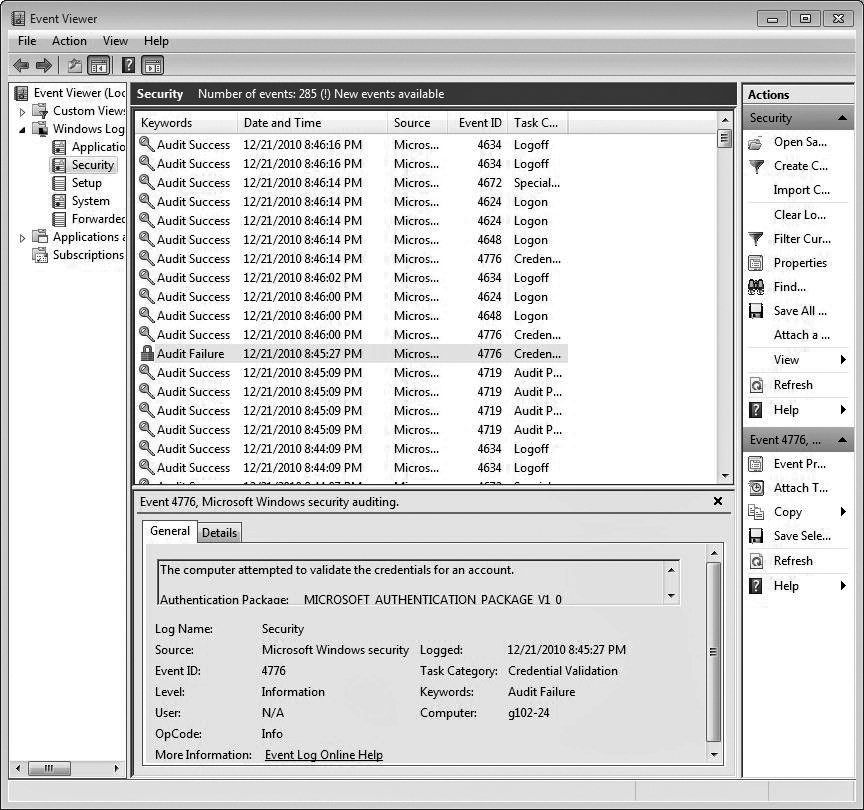 Event Viewer
File Action View Help
Event Viewer (Loc
Custom Views
Windows Log
Applicatio
Security
Setup
System
Forwarded
Applications a
Subscriptions
Security Number of events: 285 (!) New events available
Keywords Date and Time Source Event ID Task C...
Audit Success 12/21/2010 8:46:16 PM Micros... 4634 Logoff
Audit Success 12/21/2010 8:46:16 PM Micros... 4634 Logoff
Audit Success 12/21/2010 8:46:14 PM Micros... 4672 Special...
Audit Success 12/21/2010 8:46:14 PM Micros... 4624 Logon
Audit Success 12/21/2010 8:46:14 PM Micros... 4624 Logon
Audit Success 12/21/2010 8:46:14 PM Micros... 4648 Logon
Audit Success 12/21/2010 8:46:14 PM Micros... 4776 Creden...
Audit Success 12/21/2010 8:46:02 PM Micros... 4634 Logoff
Audit Success 12/21/2010 8:46:00 PM Micros... 4624 Logon
Audit Success 12/21/2010 8:46:00 PM Micros... 4648 Logon
Audit Success 12/21/2010 8:46:00 PM Micros... 4776 Creden...
Audit Failure 12/21/2010 8:45:27 PM Micros... 4776 Creden...
Audit Success 12/21/2010 8:45:09 PM Micros... 4719 Audit P...
Audit Success 12/21/2010 8:45:09 PM Micros... 4719 Audit P...
Audit Success 12/21/2010 8:45:09 PM Micros... 4719 Audit P...
Audit Success 12/21/2010 8:45:09 PM Micros... 4719 Audit P...
Audit Success 12/21/2010 8:44:09 PM Micros... 4634 Logoff
Audit Success 12/21/2010 8:44:09 PM Micros... 4634 Logoff
Event 4776, Microsoft Windows security auditing.
General Details
The computer attempted to validate the credentials for an account.
Authentication Package: MICROSOFT_AUTHENTICATION_PACKAGE_V1_0
Log Name: Security
Source: Microsoft Windows security Logged: 12/21/2010 8:45:27 PM
Event ID: 4776 Task Category: Credential Validation
Level: Information Keywords: Audit Failure
User: N/A Computer: g102-24
OpCode: Info
More Information: Event Log Online Help
Actions
Security
Open Sa...
Create C...
Import C...
Clear Lo...
Filter Cur...
Properties
Find...
Save All ...
Attach a ...
View
Refresh
Help
Event 4776, ...
Event Pr...
Attach T...
Copy
Save Sele...
Refresh
Help